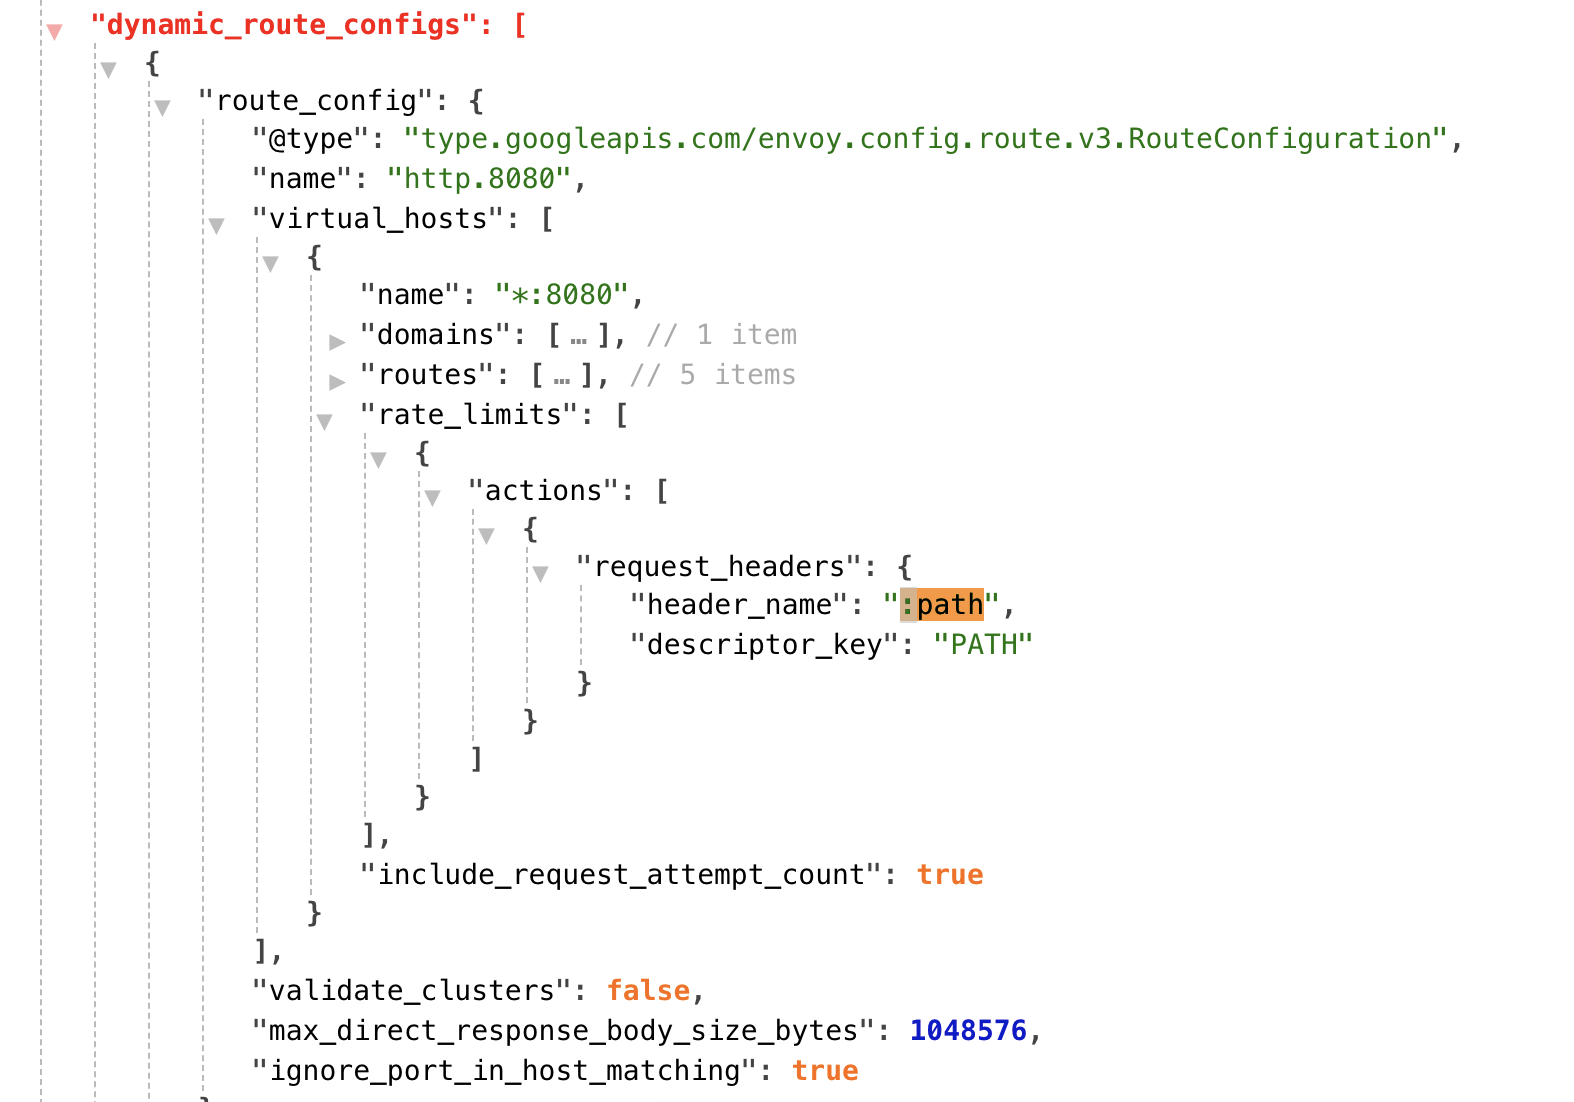 "dynamic_route_configs": [
{
"route_config": {
"@type": "type.googleapis.com/envoy.config.route.v3.RouteConfiguration",
"name": "http.8080",
"virtual_hosts": [
{
"name": "*:8080",
"domains": [ … ], // 1 item
"routes": [ … ], // 5 items
"rate_limits": [
{
"actions": [
{
"request_headers": {
"header_name": ":path",
"descriptor_key": "PATH"
}
}
]
}
],
"include_request_attempt_count": true
}
],
"validate_clusters": false,
"max_direct_response_body_size_bytes": 1048576,
"ignore_port_in_host_matching": true